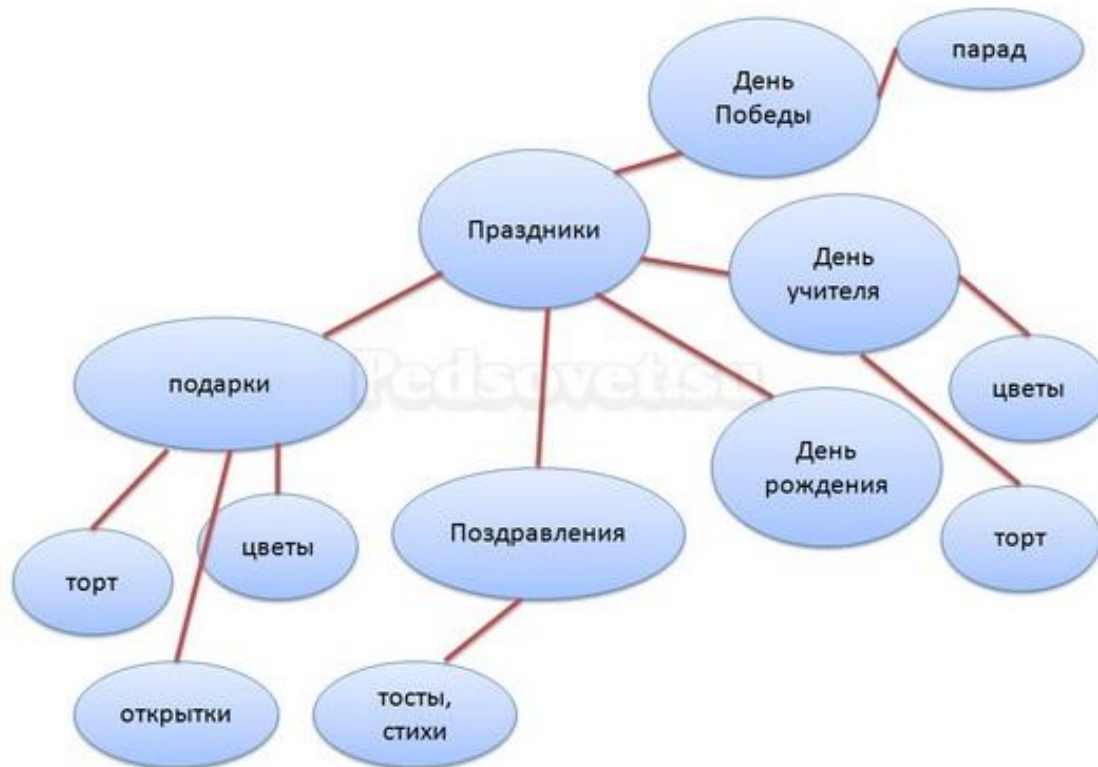 парад
День
Победы
Праздники
День
учителя
подарки
Pedsovet.su
цветы
День
рождения
Поздравления
цветы
торт
торт
открытки
тосты,
стихи